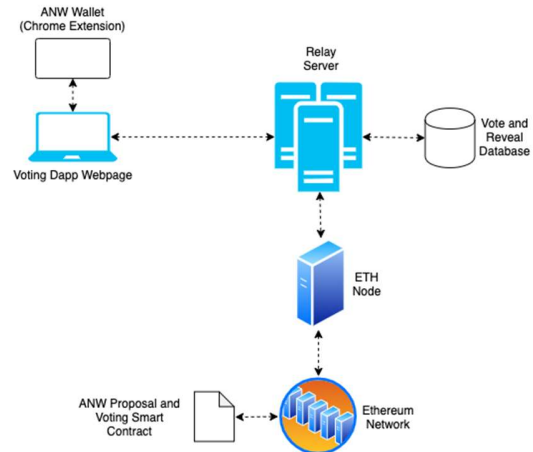 ANW Wallet
(Chrome Extension)
Relay
Server
Vote and
Reveal
Database
Voting Dapp Webpage
ETH
Node
ANW Proposal and
Voting Smart
Contract
Ethereum
Network